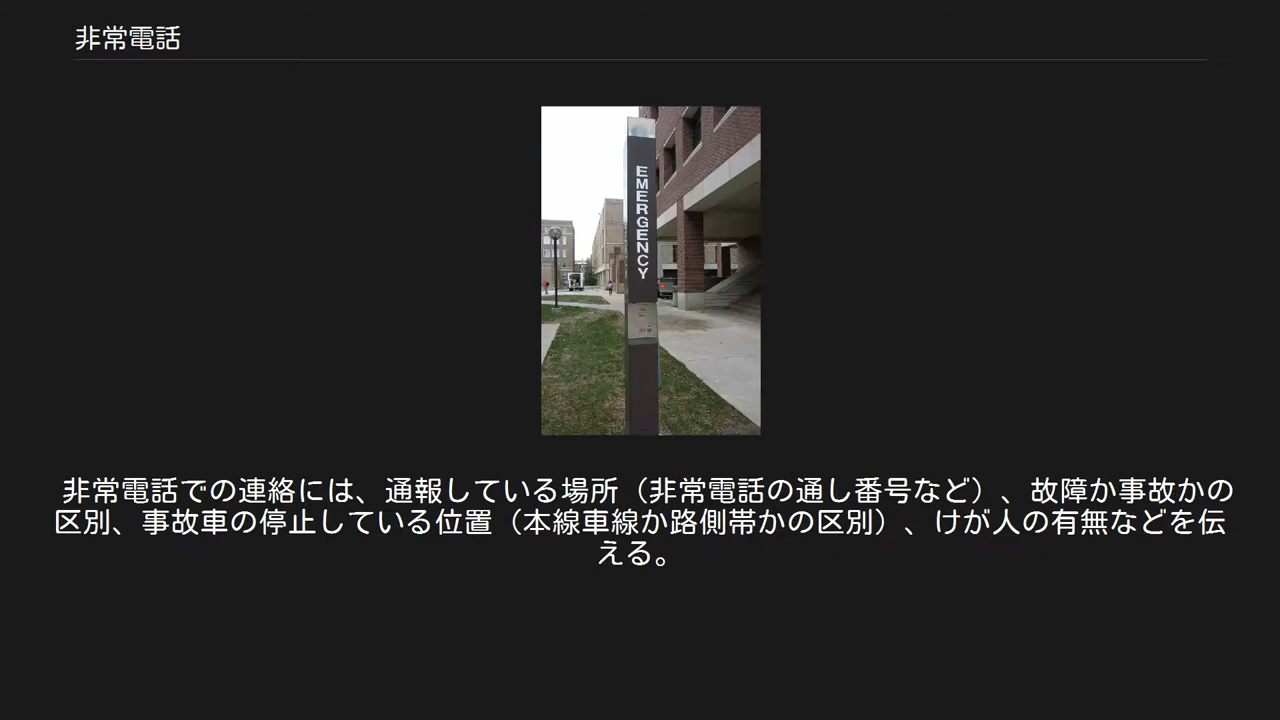 非常電話
EMERGENCY
非常電話での連絡には、通報している場所（非常電話の通し番号など）、故障か事故かの
区別、事故車の停止している位置（本線車線か路側帯かの区別）、けが人の有無などを伝
える。